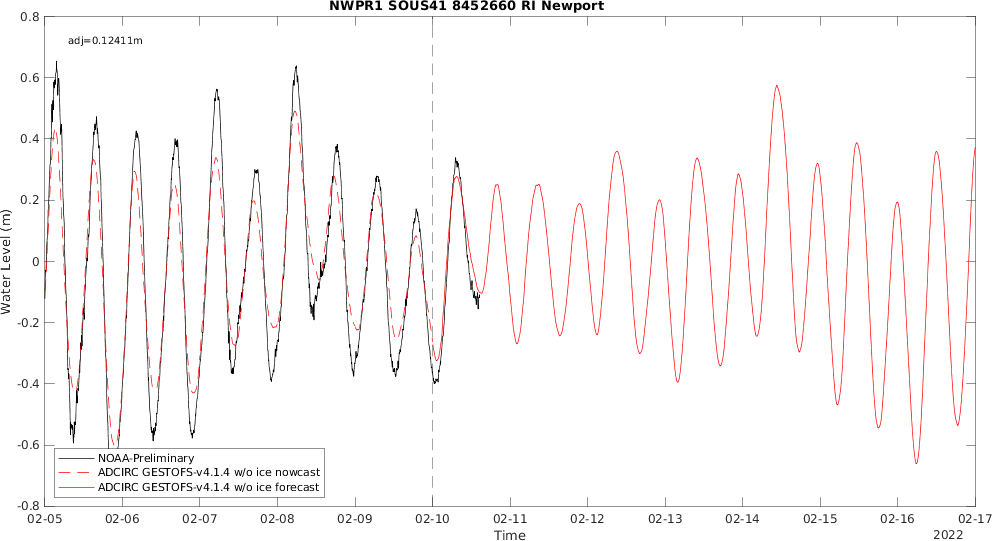 NWPR1 SOUS41 8452660 RI Newport
adj=0.12411m
Water Level (m)
0.8
0.6
0.4
0.2
0
-0.2
-0.4
-0.6
-0.8
NOAA-Preliminary
ADCIRC GESTOFS-v4.1.4 w/o ice nowcast
ADCIRC GESTOFS-v4.1.4 w/o ice forecast
02-05 02-06 02-07 02-08 02-09 02-10 02-11 02-12 02-13 02-14 02-15 02-16 02-17
Time
2022